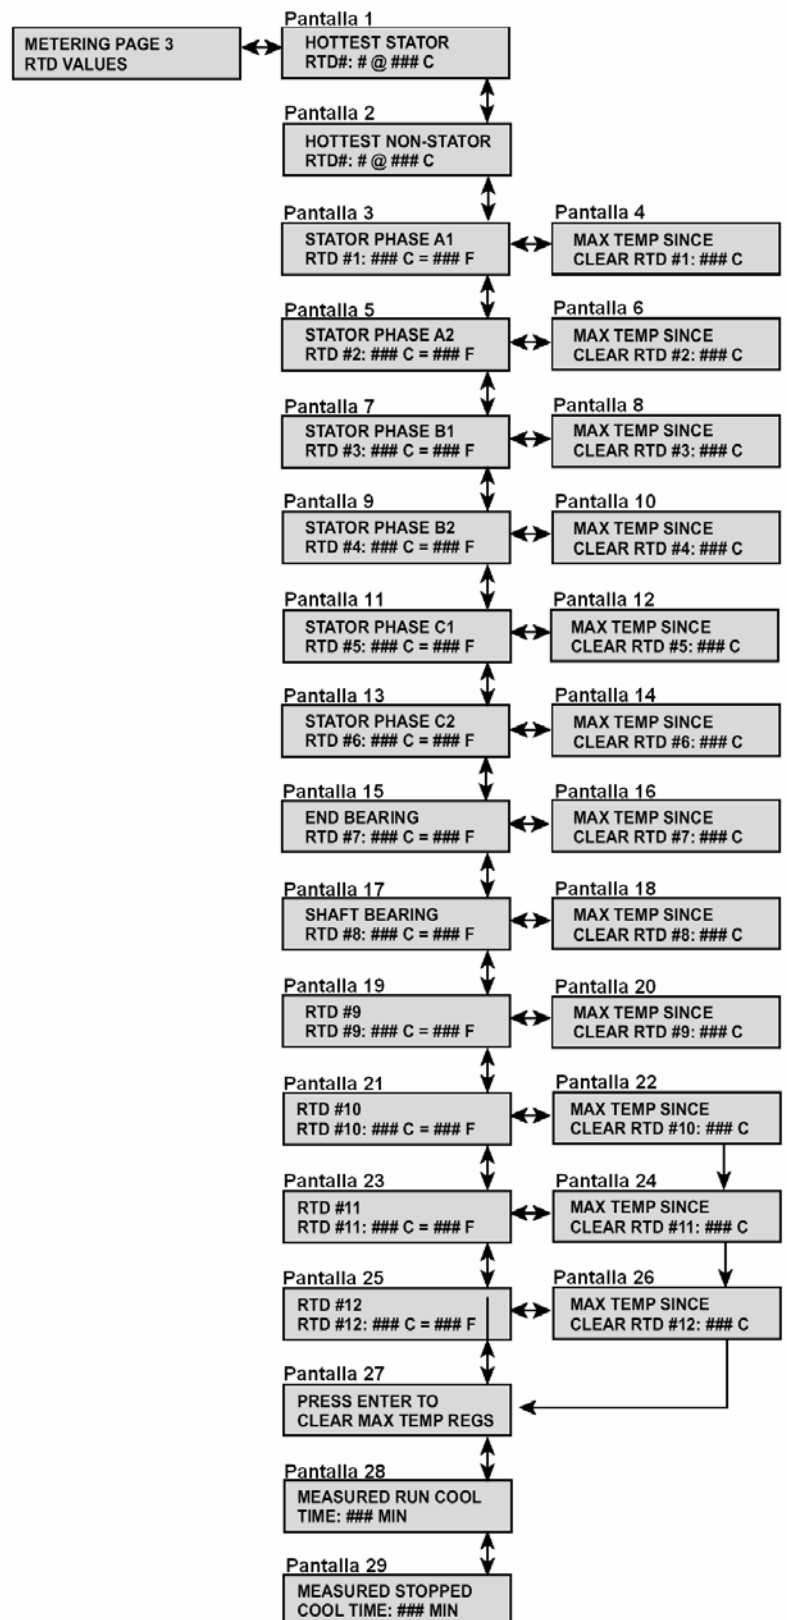 Pantalla 1
METERING PAGE 3
RTD VALUES
HOTTEST STATOR
RTD#: # @ ### C
Pantalla 2
HOTTEST NON-STATOR
RTD#: # @ ### C
Pantalla 3
STATOR PHASE A1
RTD #1: ### C = ### F
Pantalla 4
MAX TEMP SINCE
CLEAR RTD #1: ### C
Pantalla 5
STATOR PHASE A2
RTD #2: ### C = ### F
Pantalla 6
MAX TEMP SINCE
CLEAR RTD #2: ### C
Pantalla 7
STATOR PHASE B1
RTD #3: ### C = ### F
Pantalla 8
MAX TEMP SINCE
CLEAR RTD #3: ### C
Pantalla 9
STATOR PHASE B2
RTD #4: ### C = ### F
Pantalla 10
MAX TEMP SINCE
CLEAR RTD #4: ### C
Pantalla 11
STATOR PHASE C1
RTD #5: ### C = ### F
Pantalla 12
MAX TEMP SINCE
CLEAR RTD #5: ### C
Pantalla 13
STATOR PHASE C2
RTD #6: ### C = ### F
Pantalla 14
MAX TEMP SINCE
CLEAR RTD #6: ### C
Pantalla 15
END BEARING
RTD #7: ### C = ### F
Pantalla 16
MAX TEMP SINCE
CLEAR RTD #7: ### C
Pantalla 17
SHAFT BEARING
RTD #8: ### C = ### F
Pantalla 18
MAX TEMP SINCE
CLEAR RTD #8: ### C
Pantalla 19
RTD #9
RTD #9: ### C = ### F
Pantalla 20
MAX TEMP SINCE
CLEAR RTD #9: ### C
Pantalla 21
RTD #10
RTD #10: ### C = ### F
Pantalla 22
MAX TEMP SINCE
CLEAR RTD #10: ### C
Pantalla 23
RTD #11
RTD #11: ### C = ### F
Pantalla 24
MAX TEMP SINCE
CLEAR RTD #11: ### C
Pantalla 25
RTD #12
RTD #12: ### C = ### F
Pantalla 26
MAX TEMP SINCE
CLEAR RTD #12: ### C
Pantalla 27
PRESS ENTER TO
CLEAR MAX TEMP REGS
Pantalla 28
MEASURED RUN COOL
TIME: ### MIN
Pantalla 29
MEASURED STOPPED
COOL TIME: ### MIN